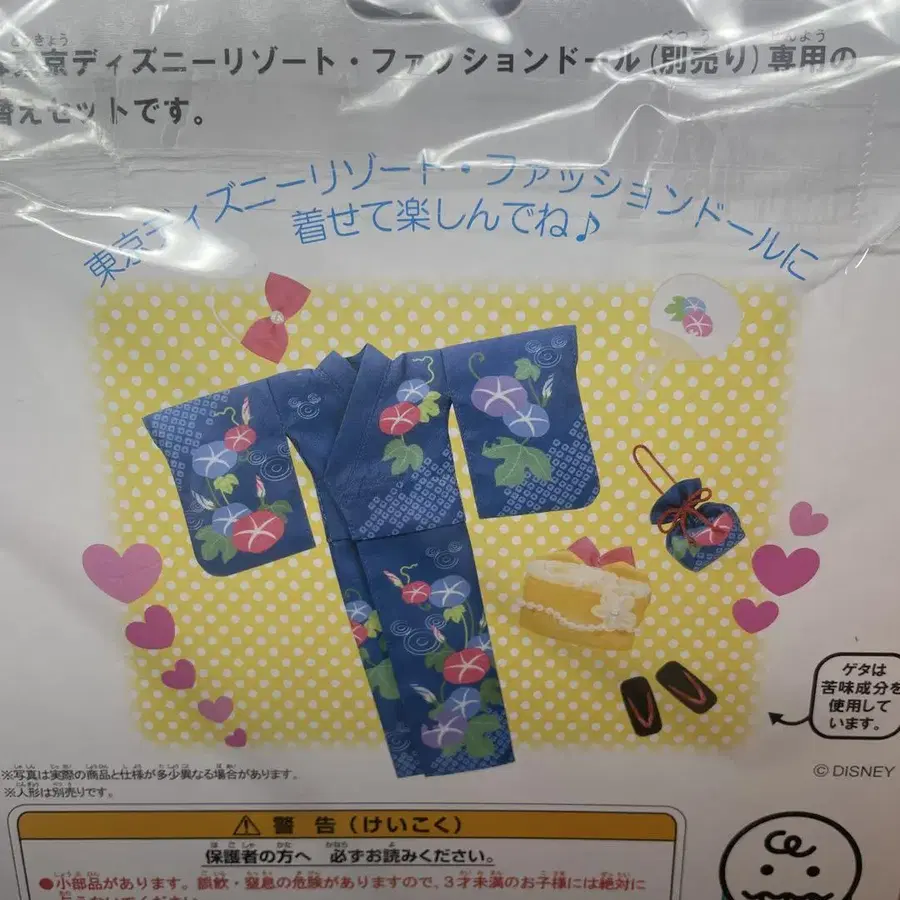 東京ディズニーリゾート・ファッションドール(別売り)専用の
替えセットです。
東京ディズニーリゾート・ファッションドールに
着せて楽しんでね♪
ゲタは
苦味成分を
使用して
います。
※写真は実際の商品と仕様が多少異なる場合があります。
※人形は別売りです。
©DISNEY
⚠警告(けいこく)
保護者の方へ 必ずお読みください。
●小部品があります。誤飲・窒息の危険がありますので、3才未満のお子様には絶対に